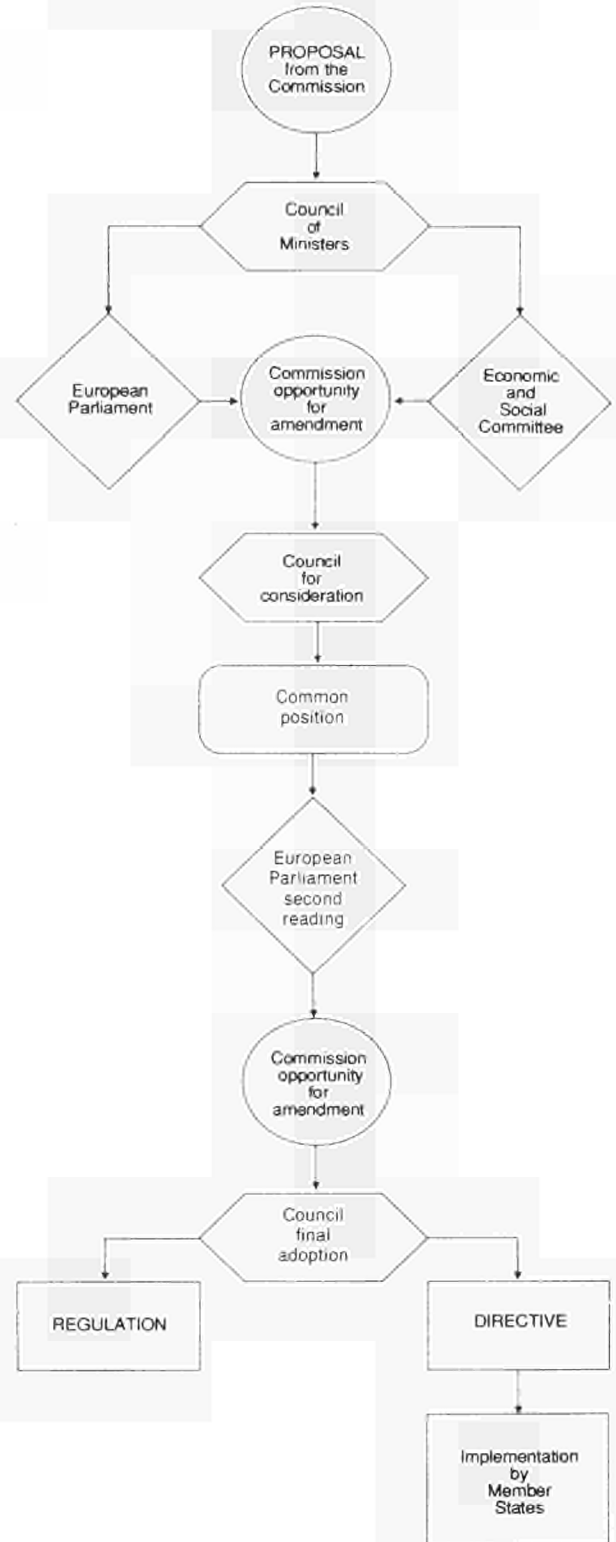 PROPOSAL
from the
Commission
Council
of
Ministers
European
Parliament
Commission
opportunity
for
amendment
Economic
and
Social
Committee
Council
for
consideration
Common
position
European
Parliament
second
reading
Commission
opportunity
for
amendment
Council
final
adoption
REGULATION
DIRECTIVE
Implementation
by
Member
States